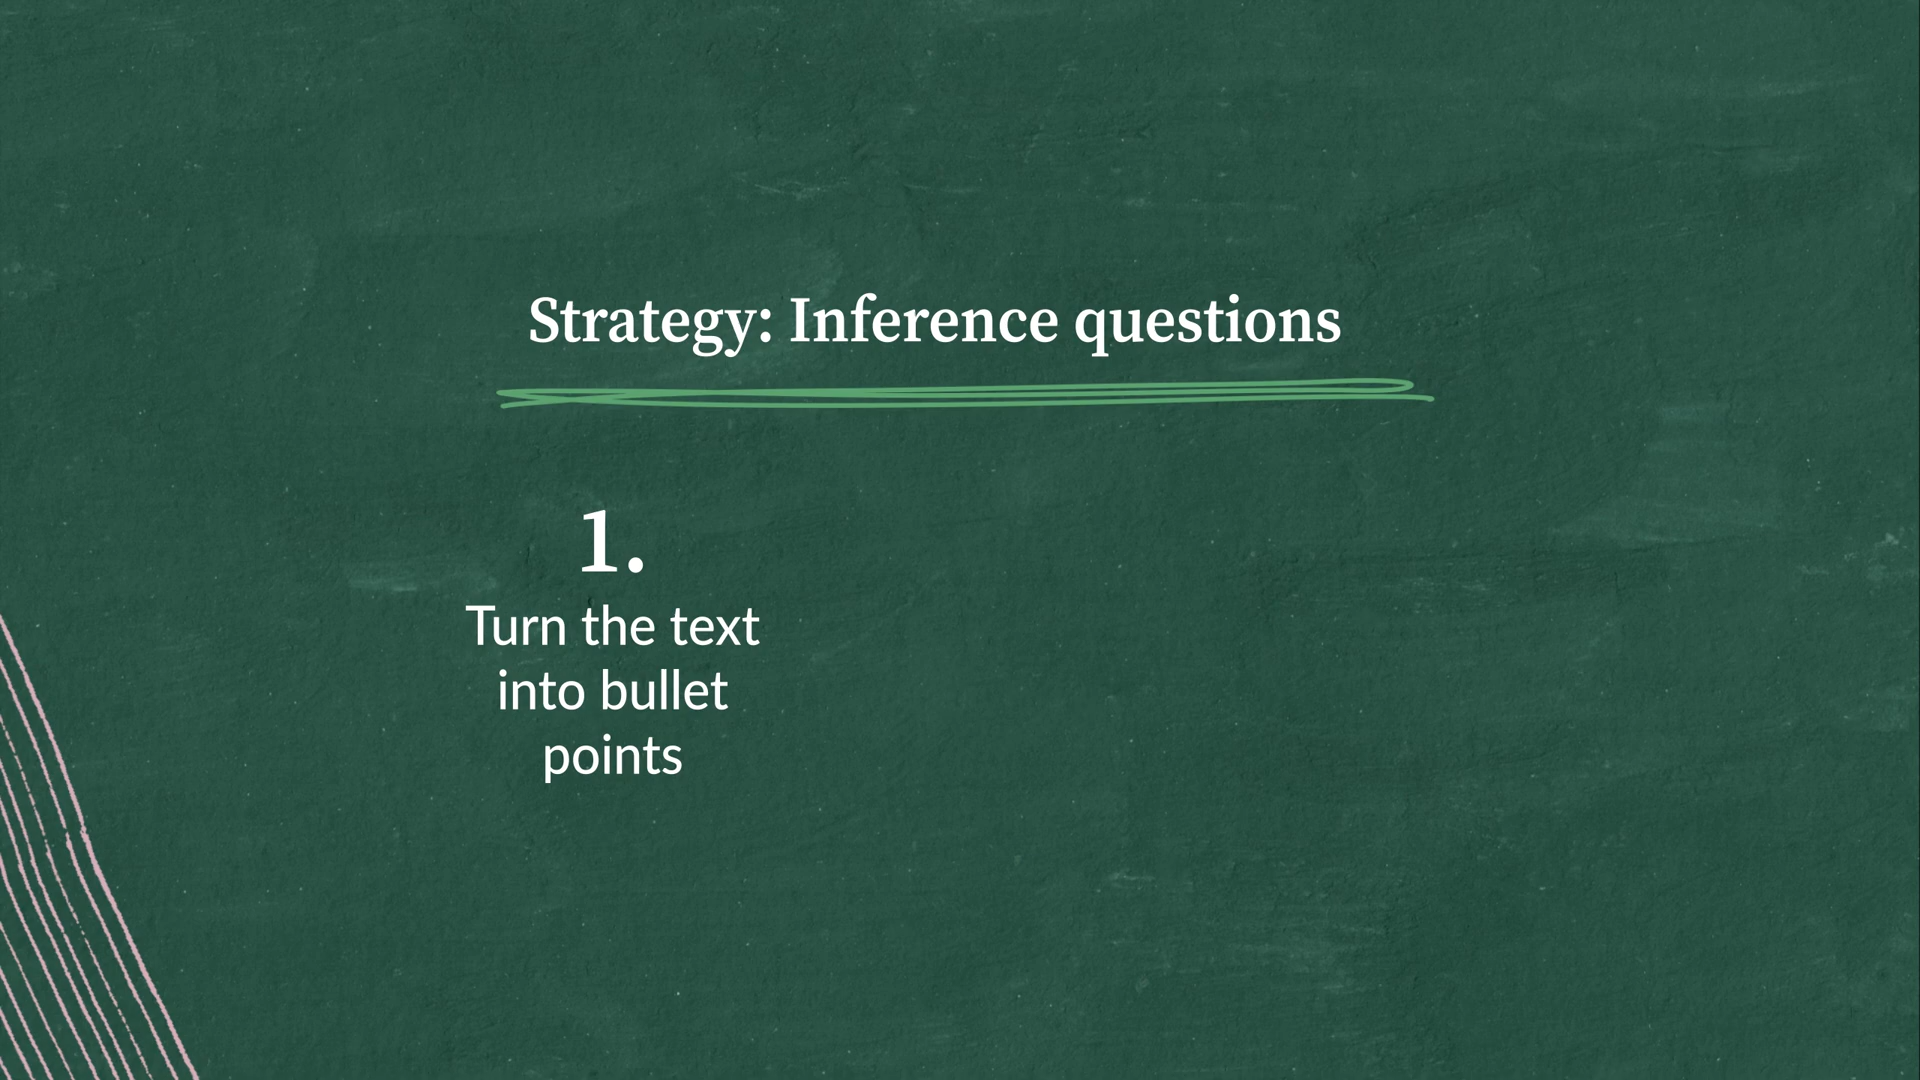 Strategy: Inference questions
1.
Turn the text
into bullet
points